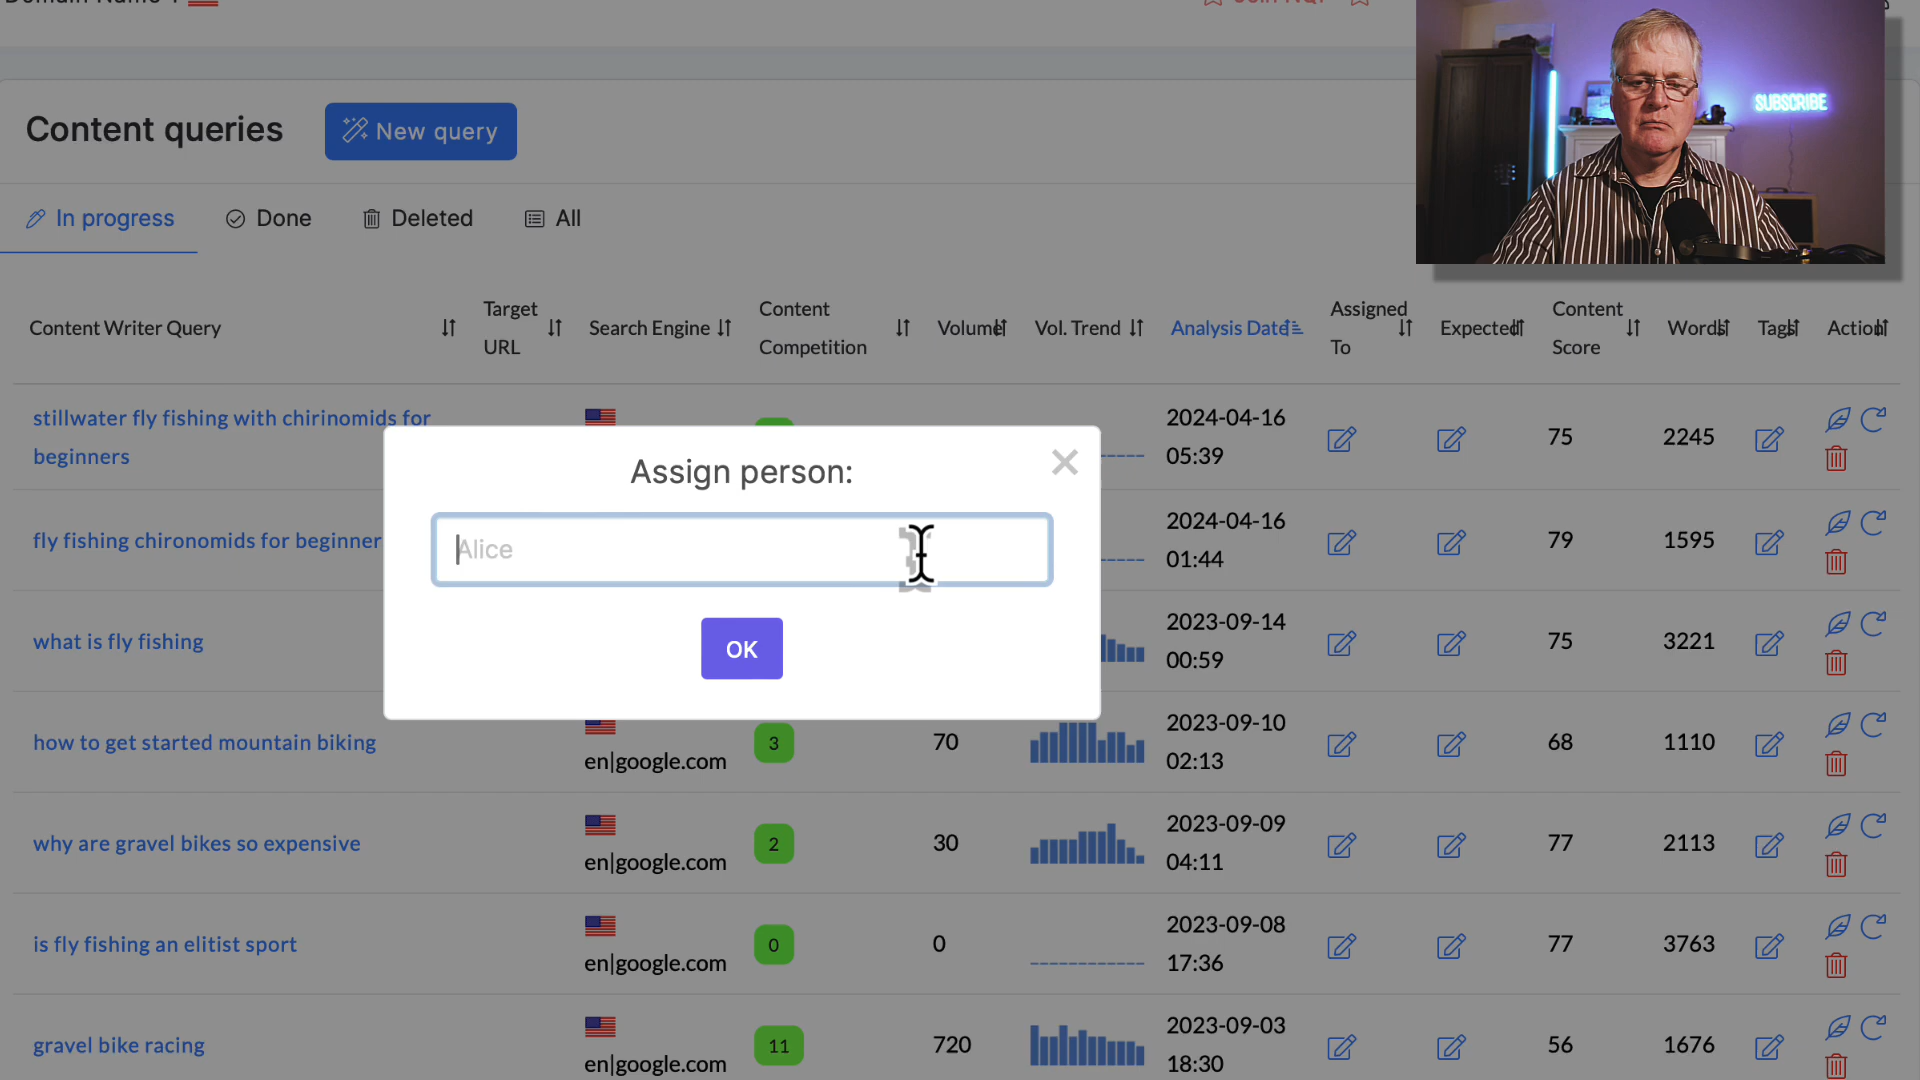 Content queries
New query
SUBSCRIBE
In progress
Done
Deleted
All
Content Writer Query
Target URL
Search Engine
Content Competition
Volume
Vol. Trend
Analysis Date
Assigned To
Expected
Content Score
Words
Tags
Action
stillwater fly fishing with chirinomids for
beginners
2024-04-16
05:39
75
2245
Assign person:
Alice
OK
fly fishing chironomids for beginner
2024-04-16
01:44
79
1595
what is fly fishing
2023-09-14
00:59
75
3221
how to get started mountain biking
en|google.com
3
70
2023-09-10
02:13
68
1110
why are gravel bikes so expensive
en|google.com
2
30
2023-09-09
04:11
77
2113
is fly fishing an elitist sport
en|google.com
0
0
2023-09-08
17:36
77
3763
gravel bike racing
en|google.com
11
720
2023-09-03
18:30
56
1676